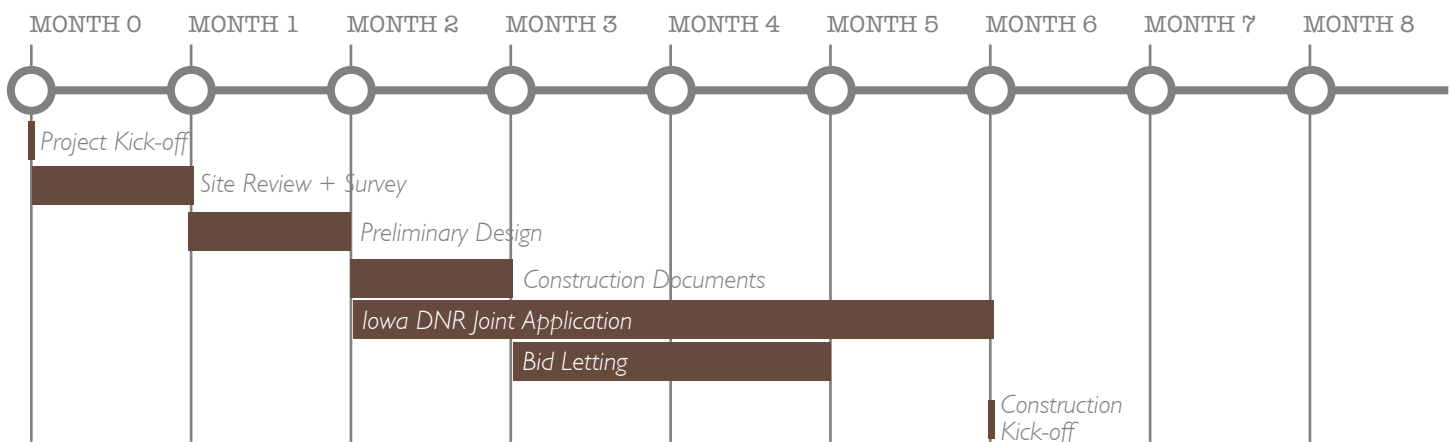 MONTH 0 MONTH 1 MONTH 2 MONTH 3 MONTH 4 MONTH 5 MONTH 6 MONTH 7 MONTH 8
Project Kick-off
Site Review + Survey
Preliminary Design
Construction Documents
Iowa DNR Joint Application
Bid Letting
Construction
Kick-off